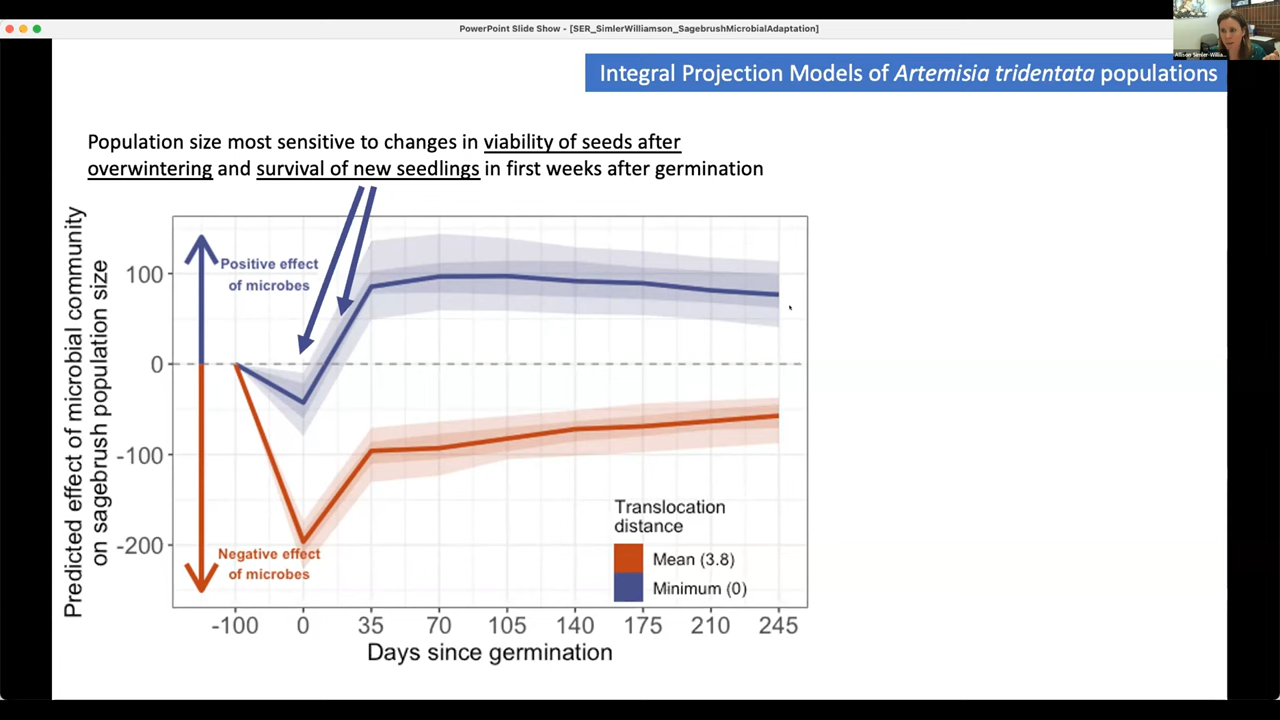 PowerPoint Slide Show - [SER_SimlerWilliamson_SagebrushMicrobialAdaptation]
Allison Simler-Willia...
Integral Projection Models of Artemisia tridentata populations
Population size most sensitive to changes in viability of seeds after
overwintering and survival of new seedlings in first weeks after germination
Predicted effect of microbial community
on sagebrush population size
100
0
-100
-200
Positive effect
of microbes
Negative effect
of microbes
Translocation
distance
Mean (3.8)
Minimum (0)
-100 0 35 70 105 140 175 210 245
Days since germination